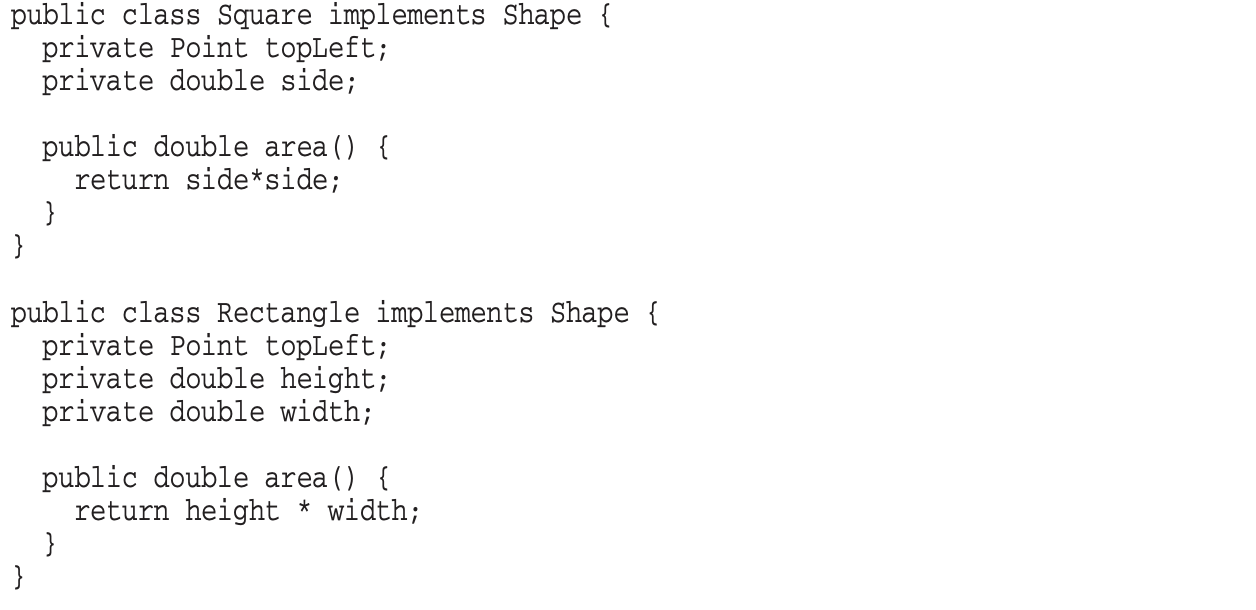 public class Square implements Shape {
  private Point topLeft;
  private double side;

  public double area() {
    return side*side;
  }
}

public class Rectangle implements Shape {
  private Point topLeft;
  private double height;
  private double width;

  public double area() {
    return height * width;
  }
}